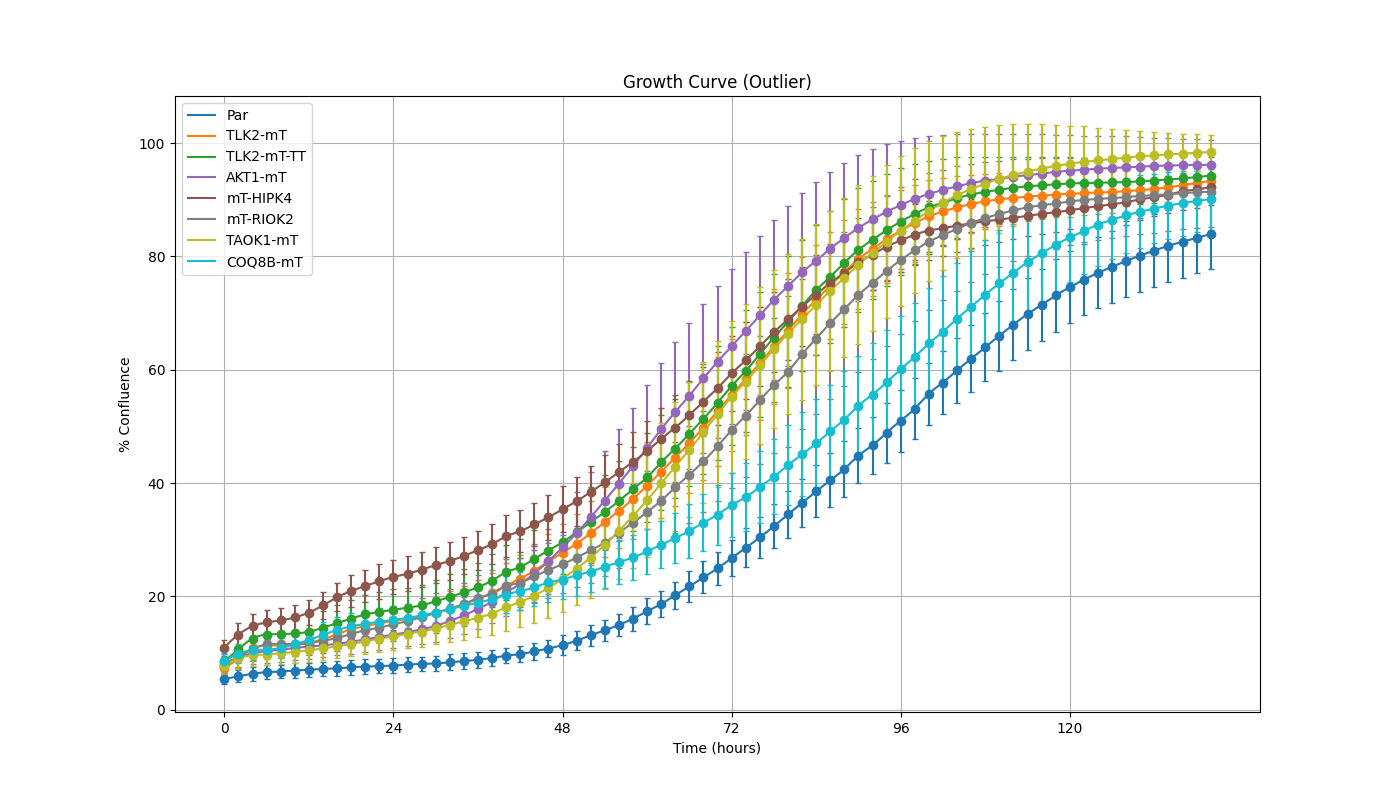 Growth Curve (Outlier)
Par
TLK2-mT
TLK2-mT-TT
AKT1-mT
mT-HIPK4
mT-RIOK2
TAOK1-mT
COQ8B-mT
% Confluence
100
80
60
40
20
0
0 24 48 72 96 120
Time (hours)